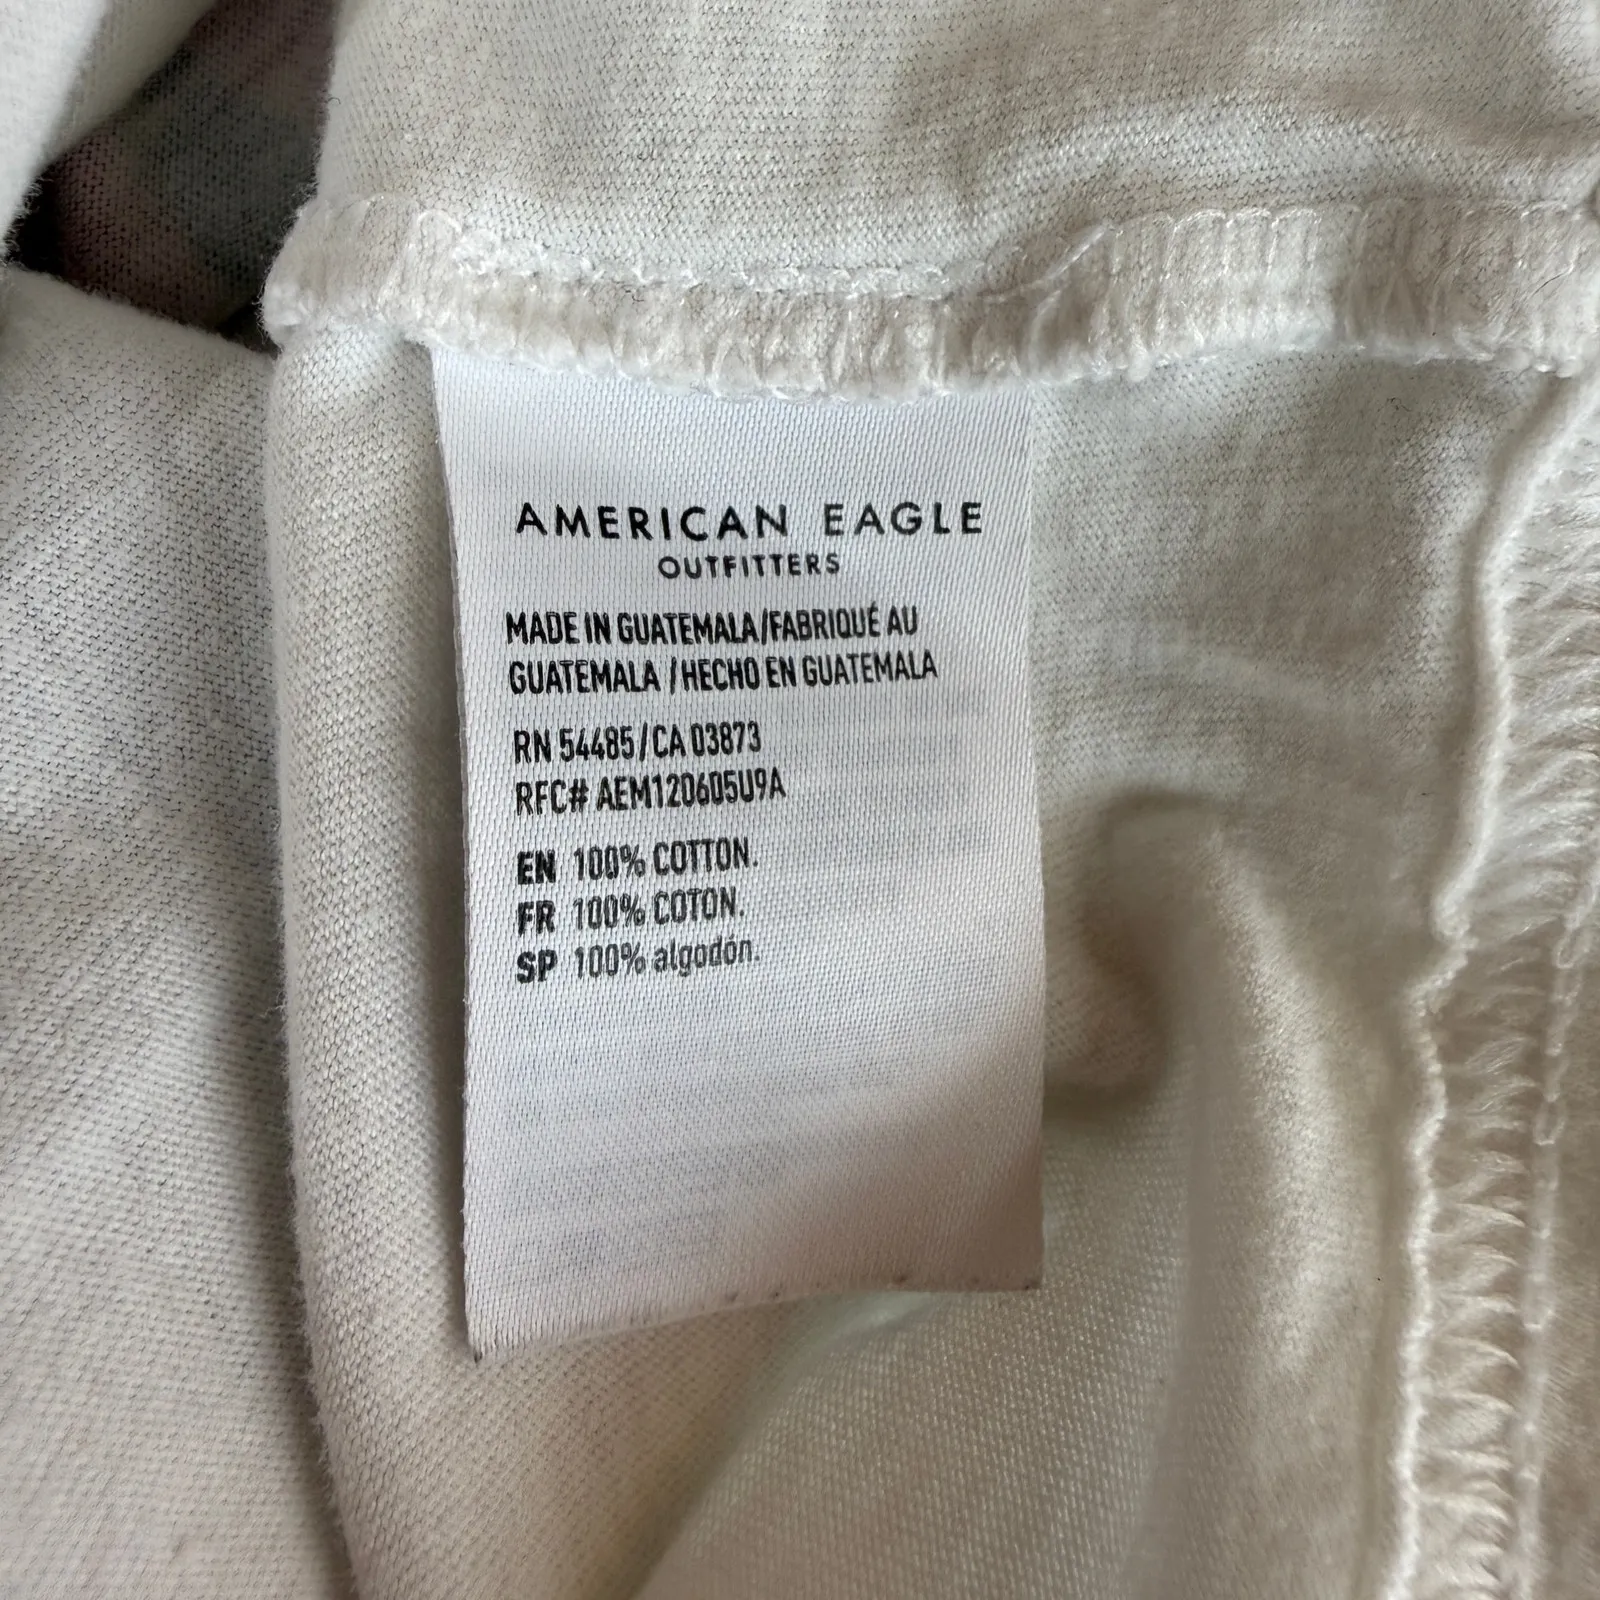 AMERICAN EAGLE
OUTFITTERS
MADE IN GUATEMALA/FABRIQUÉ AU
GUATEMALA /HECHO EN GUATEMALA
RN 54485/CA 03873
RFC# AEM120605U9A
EN 100% COTTON.
FR 100% COTON.
SP 100% algodón.